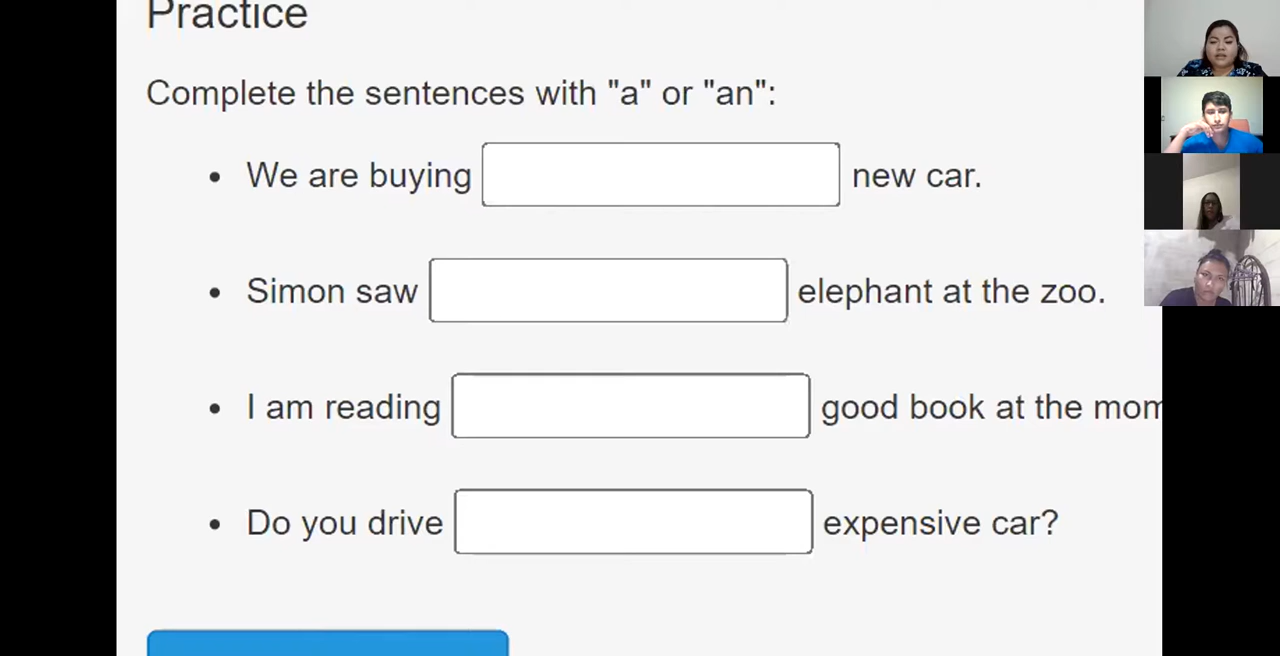 Practice
Complete the sentences with "a" or "an":
• We are buying new car.
• Simon saw elephant at the zoo.
• I am reading good book at the mom
• Do you drive expensive car?